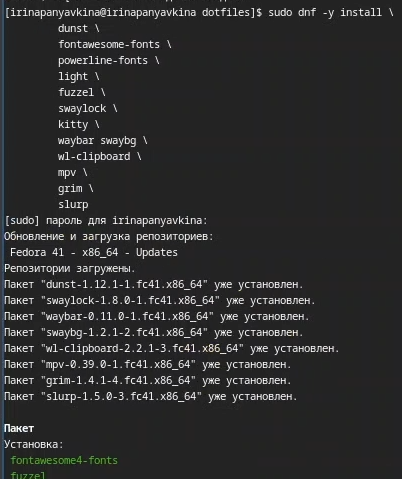 [irinapanyavkina@irinapanyavkina dotfiles]$ sudo dnf -y install \
dunst \
fontawesome-fonts \
powerline-fonts \
light \
fuzzel \
swaylock \
kitty \
waybar swaybg \
wl-clipboard \
mpv \
grim \
slurp
[sudo] пароль для irinapanyavkina:
Обновление и загрузка репозиториев:
Fedora 41 - x86_64 - Updates
Репозитории загружены.
Пакет "dunst-1.12.1-1.fc41.x86_64" уже установлен.
Пакет "swaylock-1.8.0-1.fc41.x86_64" уже установлен.
Пакет "waybar-0.11.0-1.fc41.x86_64" уже установлен.
Пакет "swaybg-1.2.1-2.fc41.x86_64" уже установлен.
Пакет "wl-clipboard-2.2.1-3.fc41.x86_64" уже установлен.
Пакет "mpv-0.39.0-1.fc41.x86_64" уже установлен.
Пакет "grim-1.4.1-4.fc41.x86_64" уже установлен.
Пакет "slurp-1.5.0-3.fc41.x86_64" уже установлен.
Пакет
Установка:
fontawesome4-fonts
fuzzel